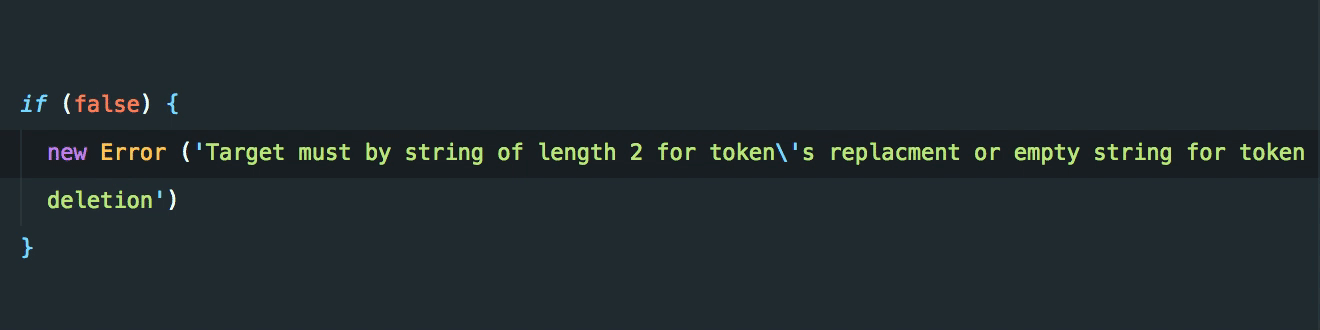 if (false) {
new Error ('Target must by string of length 2 for token\'s replacment or empty string for token
deletion')
}